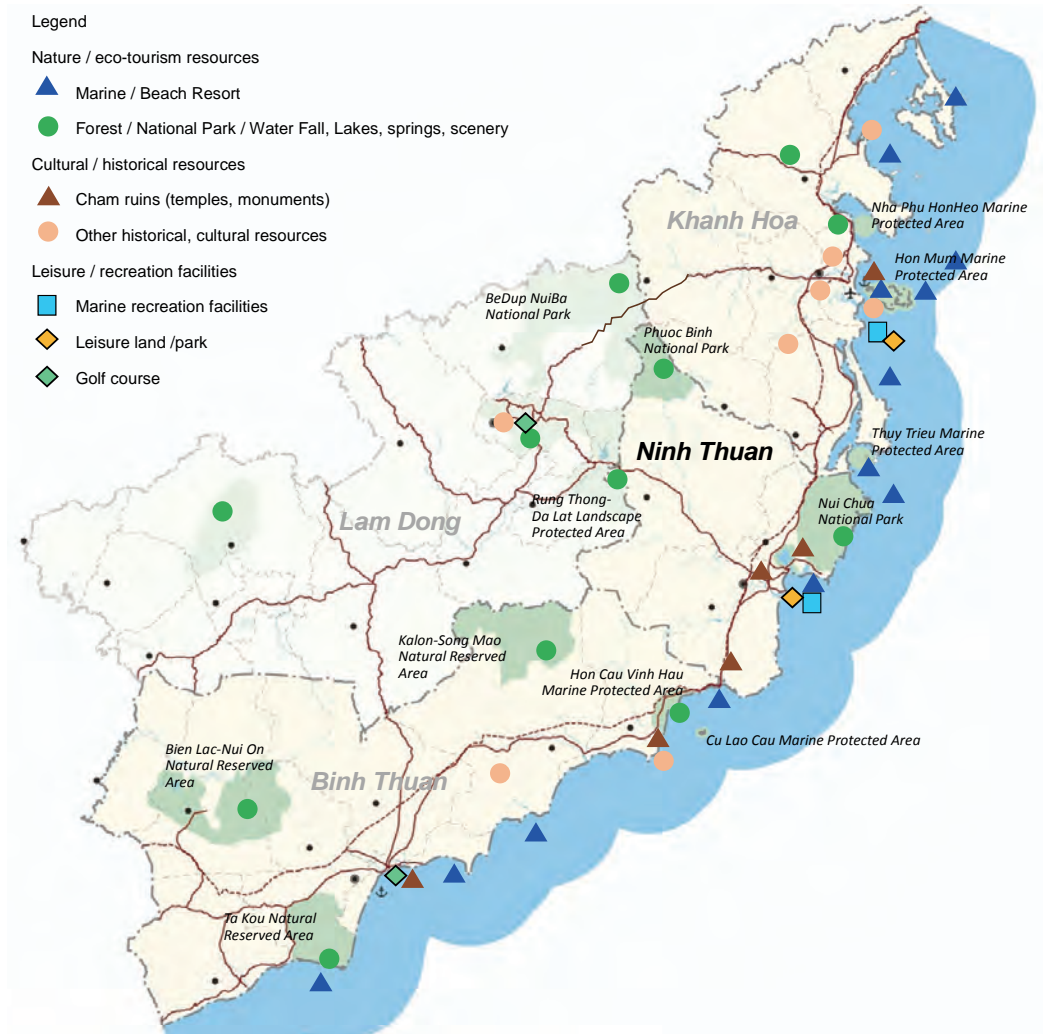 Legend
Nature / eco-tourism resources
Marine / Beach Resort
Forest / National Park / Water Fall, Lakes, springs, scenery
Cultural / historical resources
Cham ruins (temples, monuments)
Other historical, cultural resources
Leisure / recreation facilities
Marine recreation facilities
Leisure land /park
Golf course
Khanh Hoa
Nha Phu HonHeo Marine
Protected Area
Hon Mum Marine
Protected Area
BeDup NuiBa
National Park
Phuoc Binh
National Park
Ninh Thuan
Thuy Trieu Marine
Protected Area
Nui Chua
National Park
Lam Dong
Rung Thong-
Da Lat Landscape
Protected Area
Kalon-Song Mao
Natural Reserved
Area
Hon Cau Vinh Hau
Marine Protected Area
Cu Lao Cau Marine Protected Area
Bien Lac-Nui On
Natural Reserved
Area
Binh Thuan
Ta Kou Natural
Reserved Area